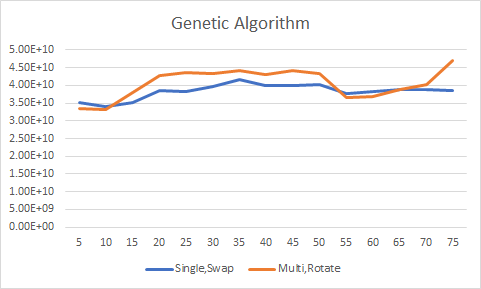 Genetic Algorithm
5.00E+10
4.50E+10
4.00E+10
3.50E+10
3.00E+10
2.50E+10
2.00E+10
1.50E+10
1.00E+10
5.00E+09
0.00E+00
5 10 15 20 25 30 35 40 45 50 55 60 65 70 75
Single,Swap Multi,Rotate